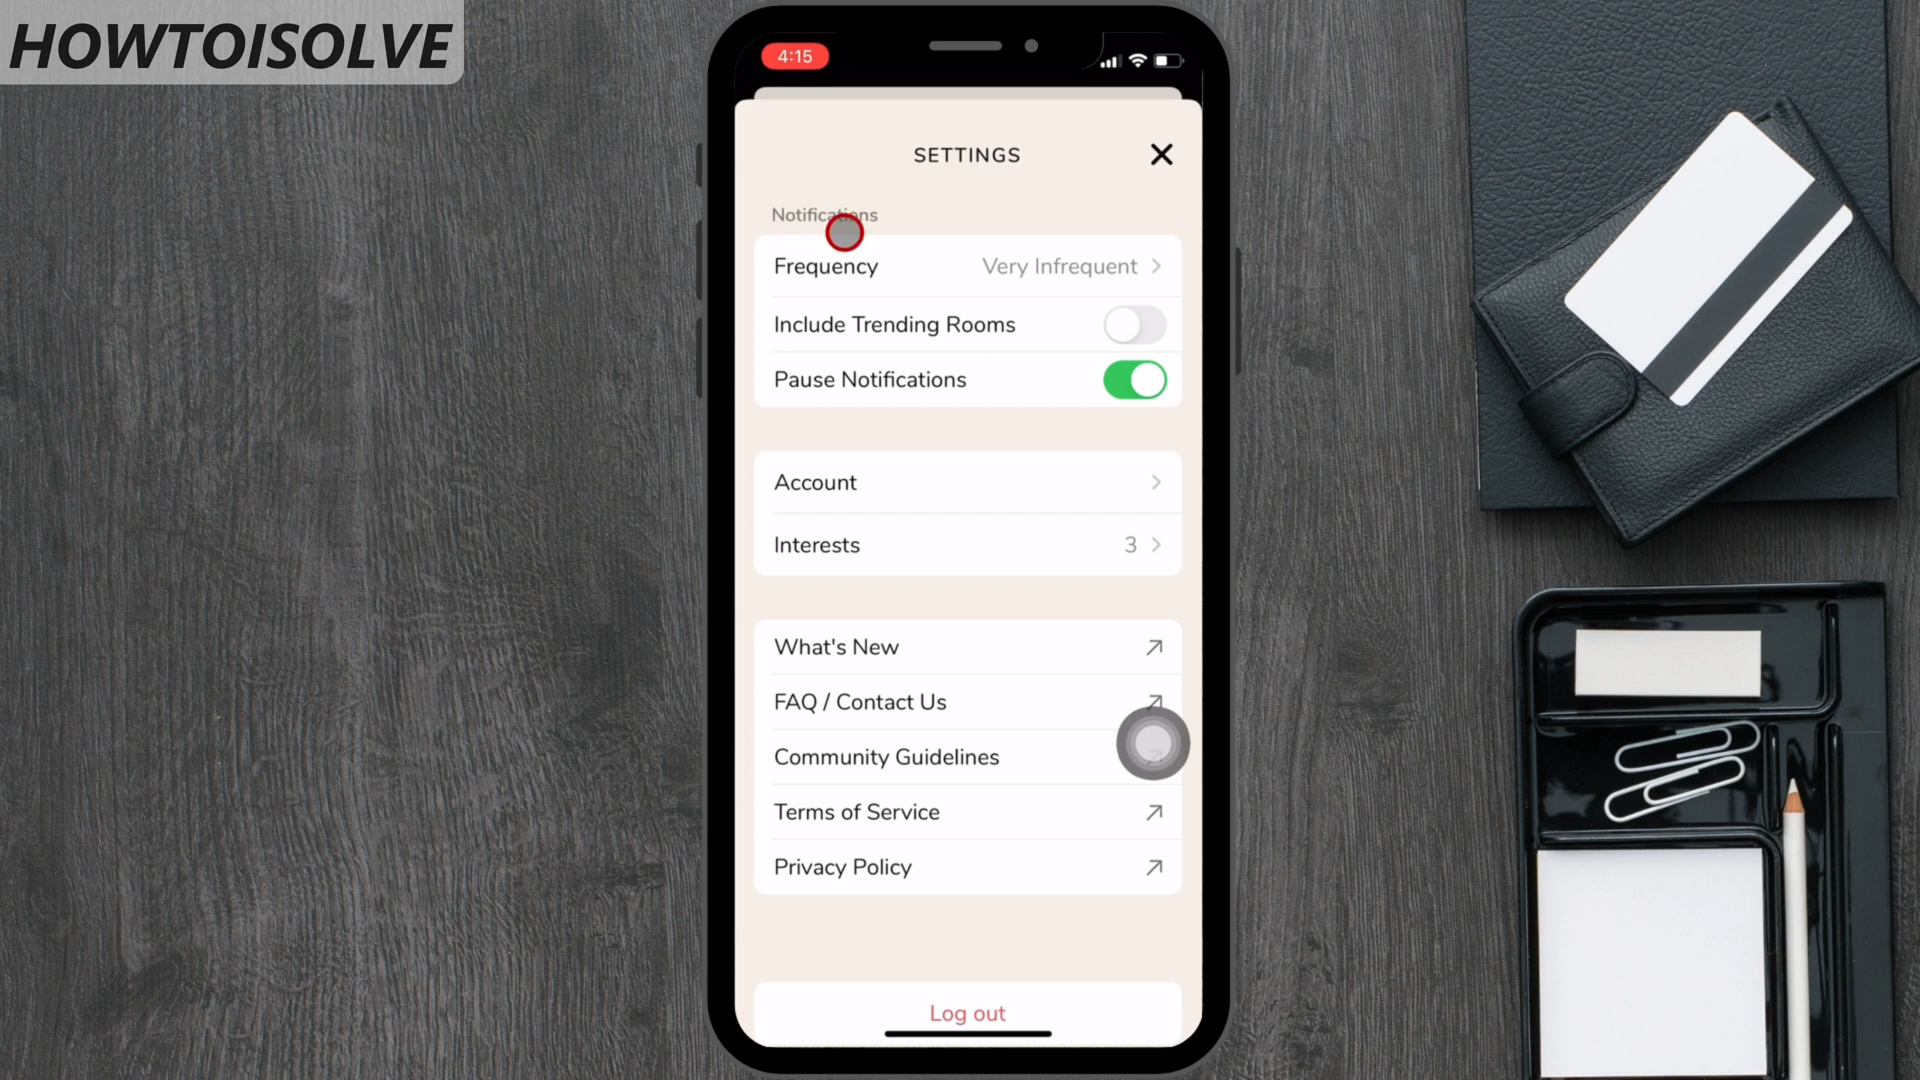 HOWTOISOLVE
4:15
SETTINGS
Notifications
Frequency Very Infrequent
Include Trending Rooms
Pause Notifications
Account
Interests 3
What's New
FAQ / Contact Us
Community Guidelines
Terms of Service
Privacy Policy
Log out